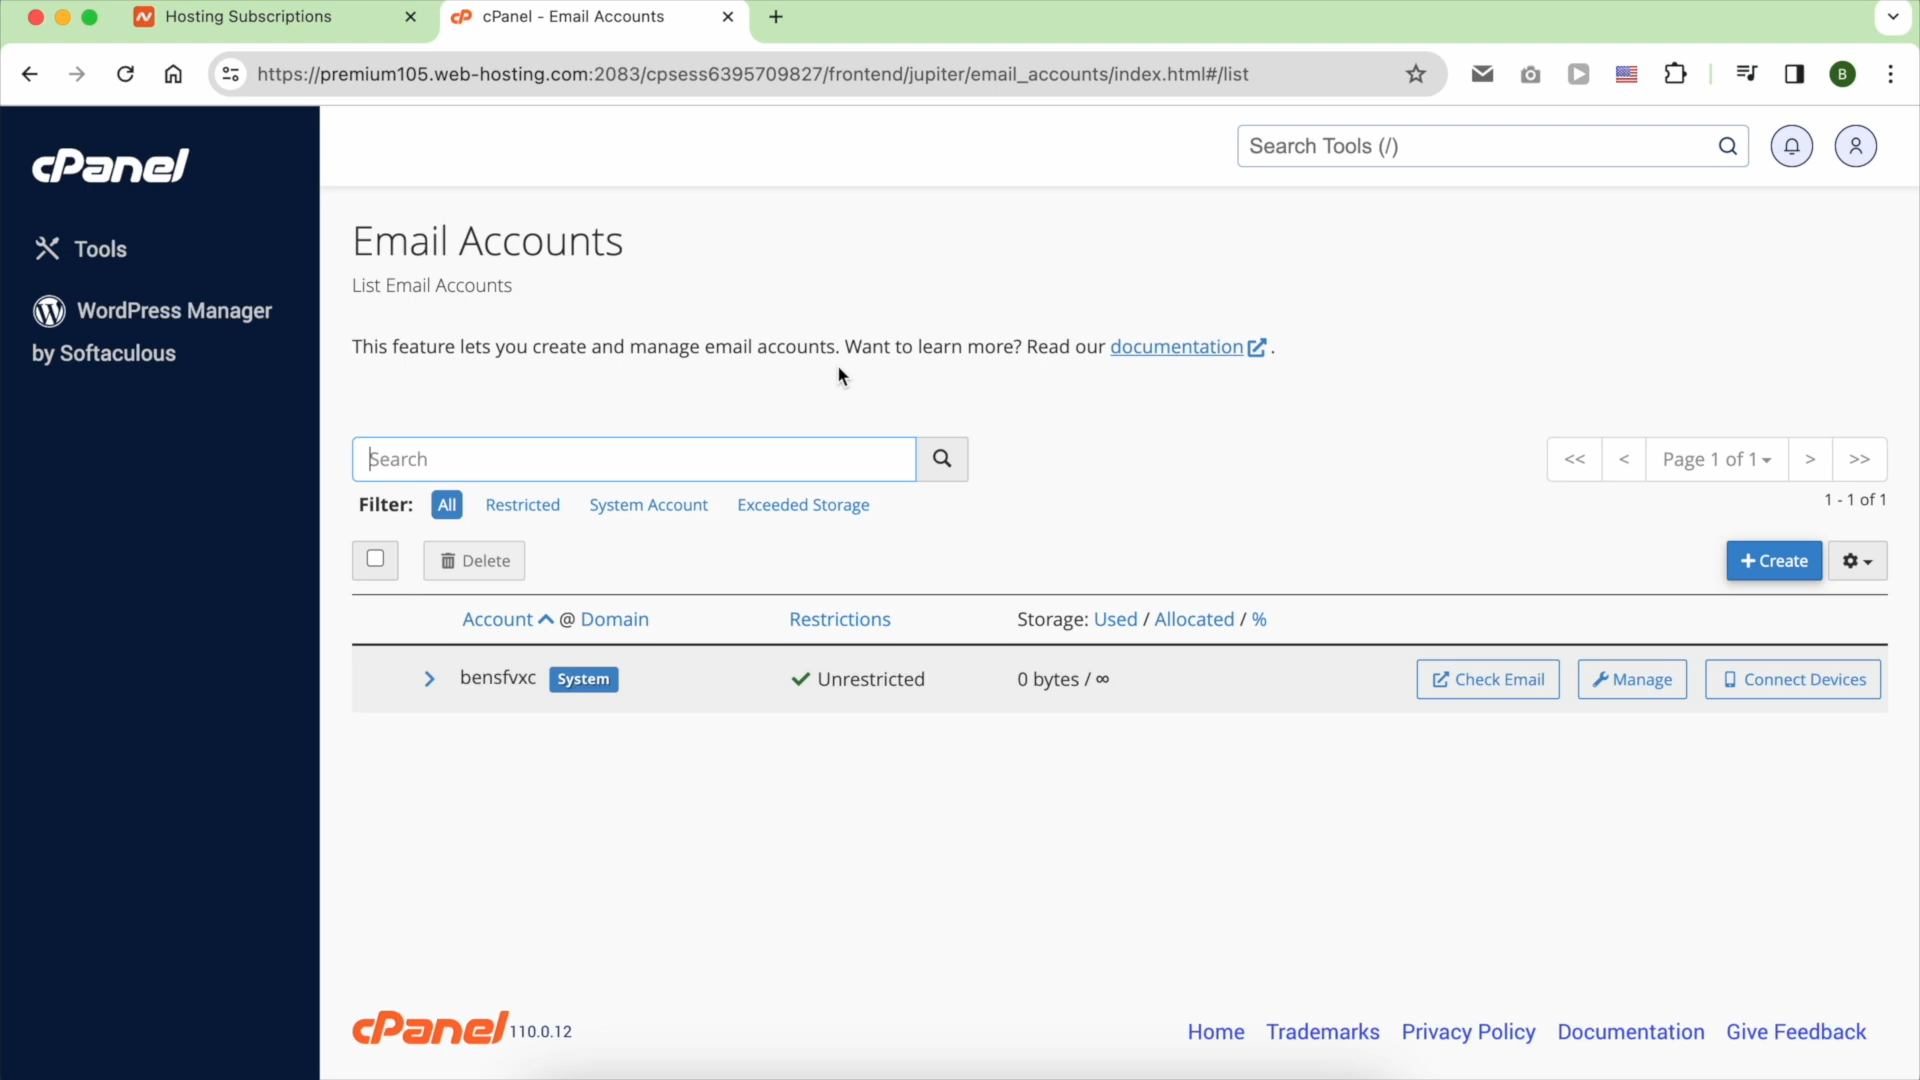 Hosting Subscriptions
cPanel - Email Accounts
https://premium105.web-hosting.com:2083/cpsess6395709827/frontend/jupiter/email_accounts/index.html#/list
B
cPanel
Search Tools (/)
Tools
WordPress Manager
by Softaculous
Email Accounts
List Email Accounts
This feature lets you create and manage email accounts. Want to learn more? Read our documentation .
Search
<< < Page 1 of 1 > >>
Filter: All Restricted System Account Exceeded Storage
1 - 1 of 1
Delete
+ Create
Account @ Domain Restrictions Storage: Used / Allocated / %
bensfvxc System Unrestricted 0 bytes / ∞ Check Email Manage Connect Devices
cPanel 110.0.12
Home Trademarks Privacy Policy Documentation Give Feedback